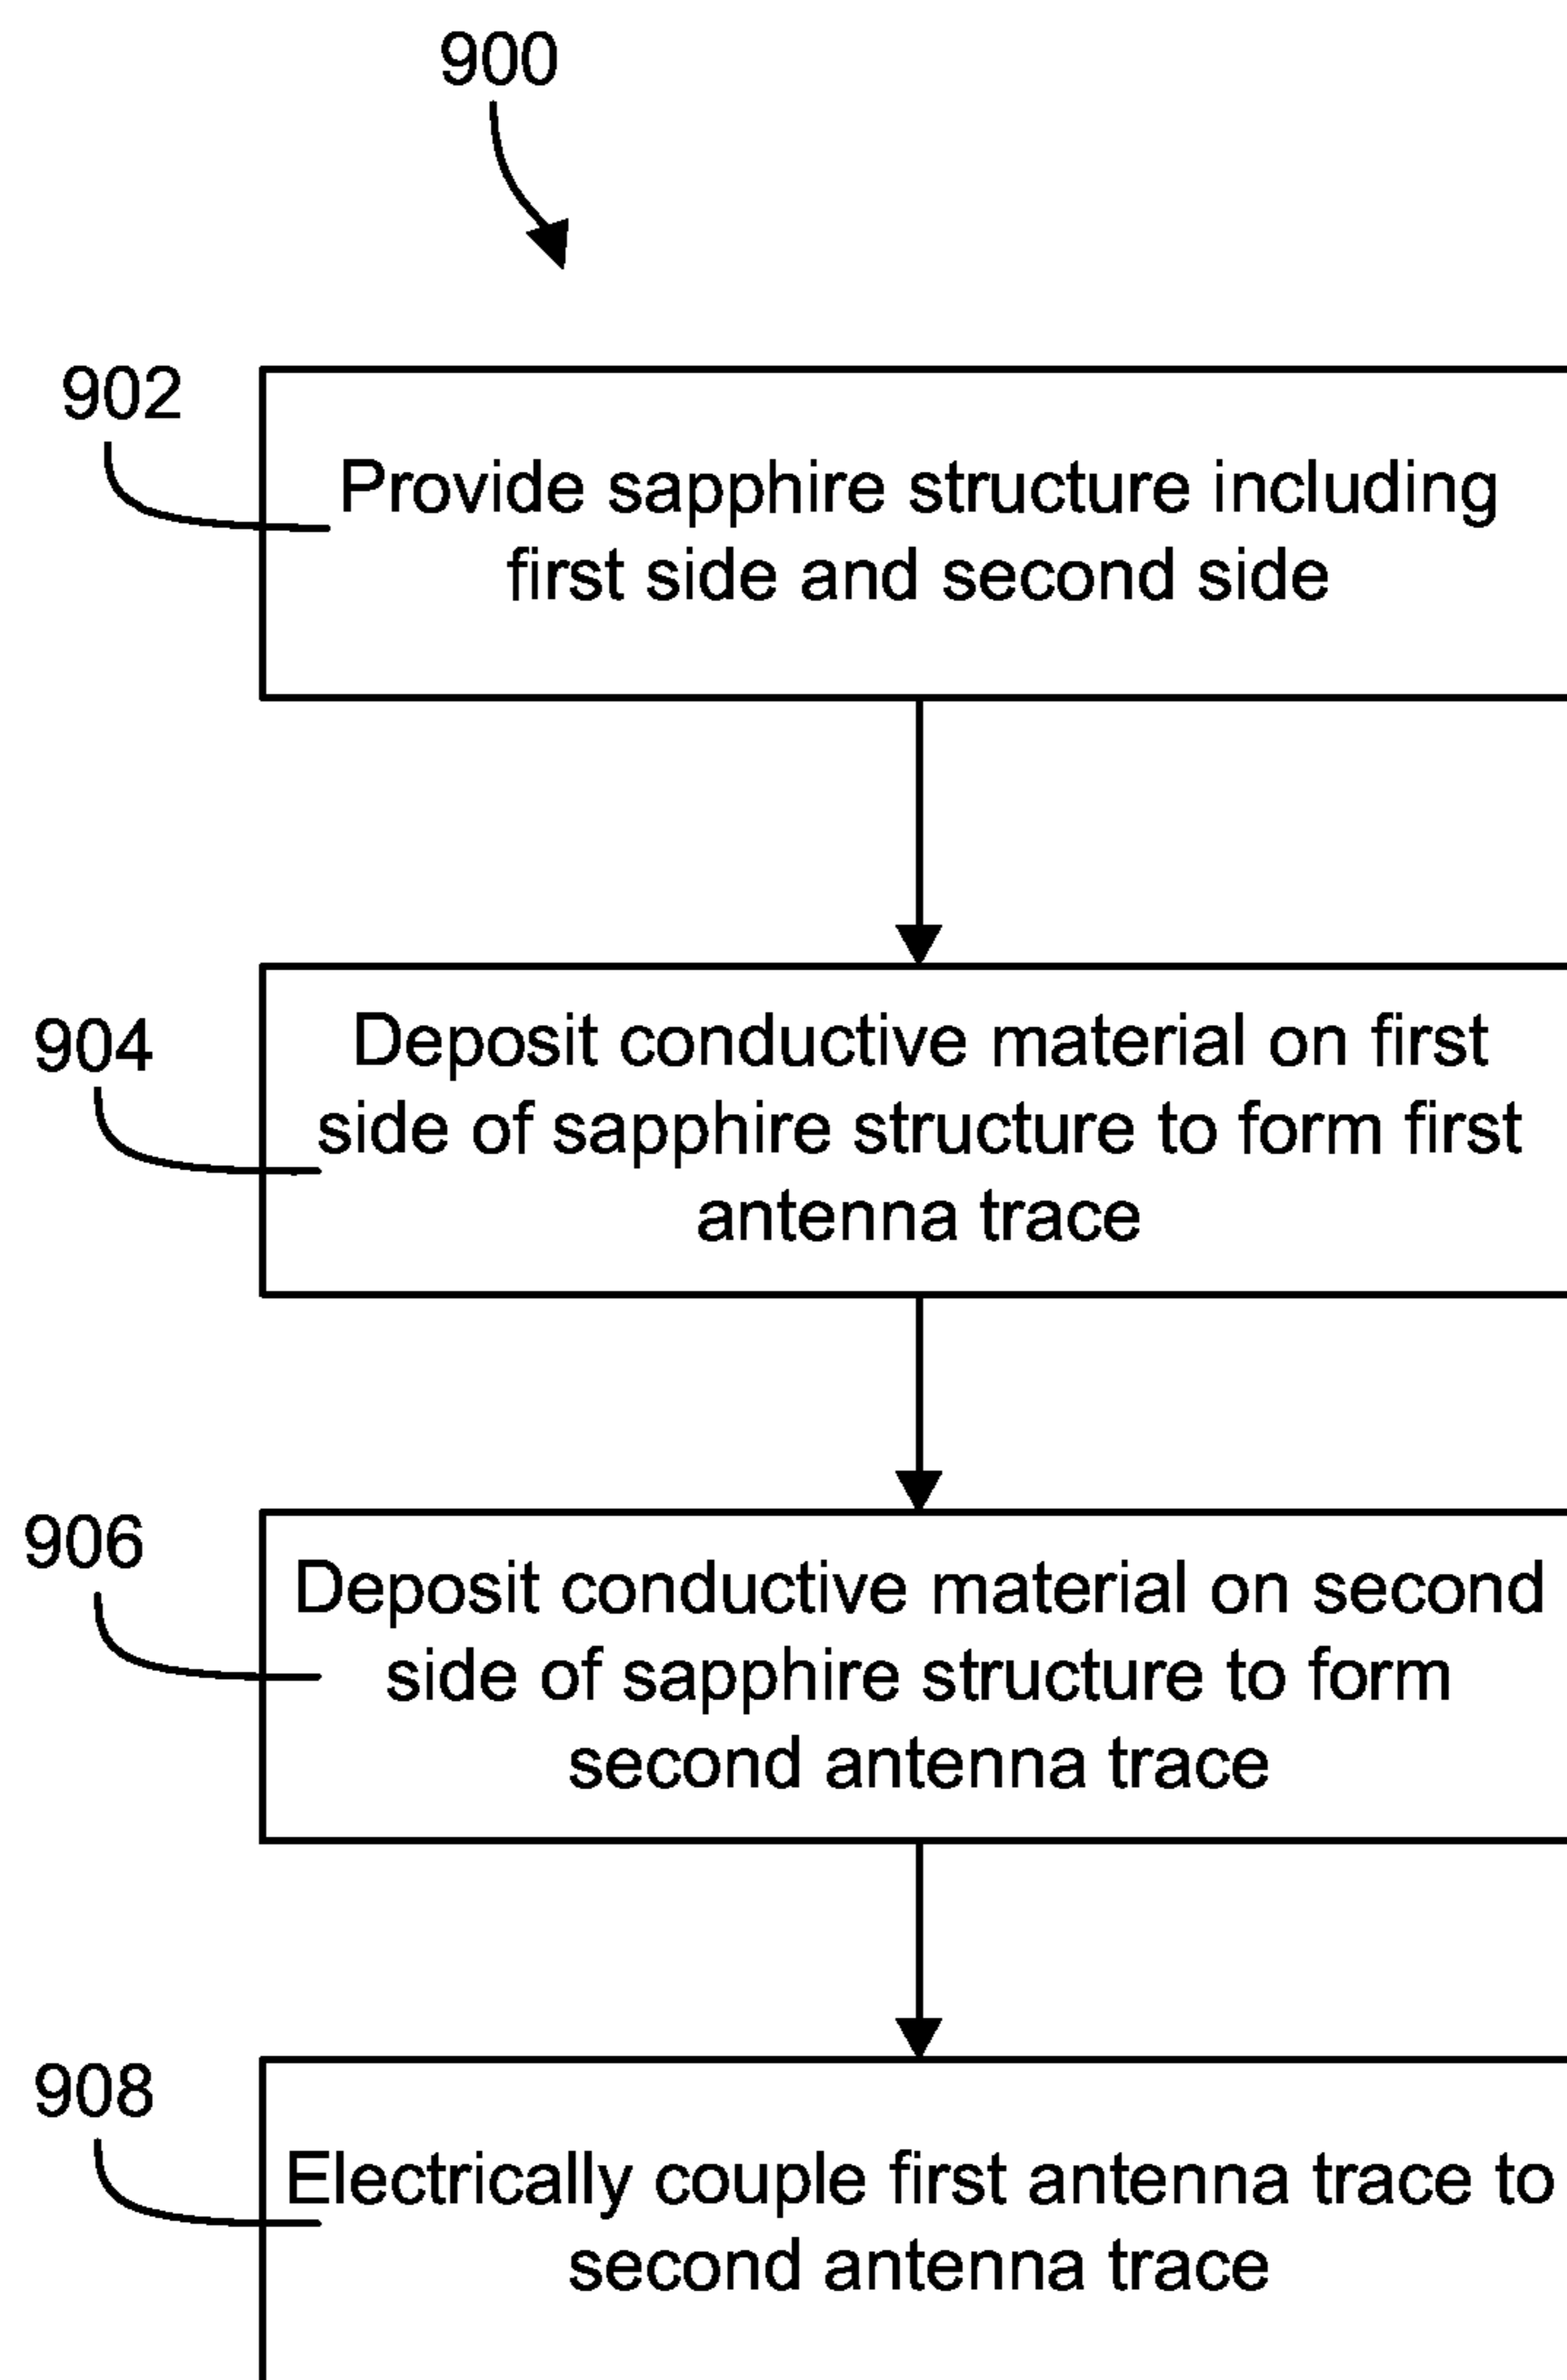 900
902
Provide sapphire structure including
first side and second side
904
Deposit conductive material on first
side of sapphire structure to form first
antenna trace
906
Deposit conductive material on second
side of sapphire structure to form
second antenna trace
908
Electrically couple first antenna trace to
second antenna trace